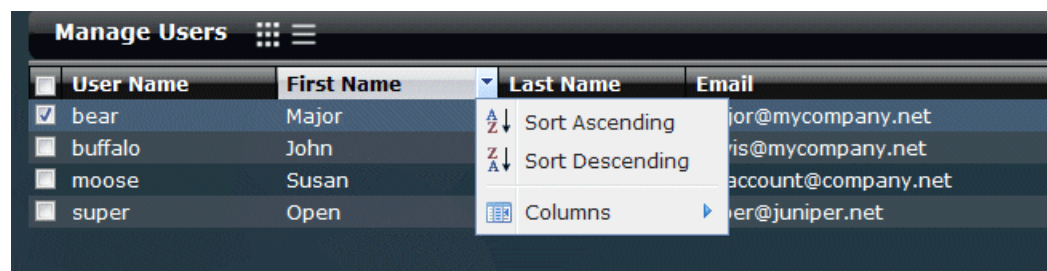 Manage Users
User Name First Name Last Name Email
bear Major jor@mycompany.net
Sort Ascending
buffalo John vis@mycompany.net
Sort Descending
moose Susan account@company.net
super Open er@juniper.net
Columns